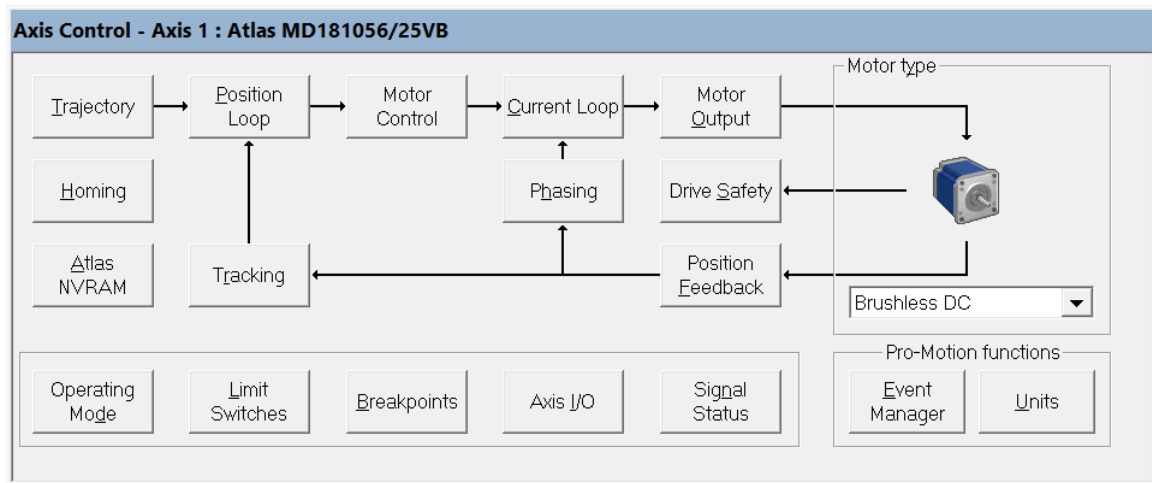 Axis Control - Axis 1 : Atlas MD181056/25VB
Motor type
Trajectory
Position
Loop
Motor
Control
Current Loop
Motor
Output
Homing
Phasing
Drive Safety
Atlas
NVRAM
Tracking
Position
Feedback
Brushless DC
Operating
Mode
Limit
Switches
Breakpoints
Axis I/O
Signal
Status
Pro-Motion functions
Event
Manager
Units